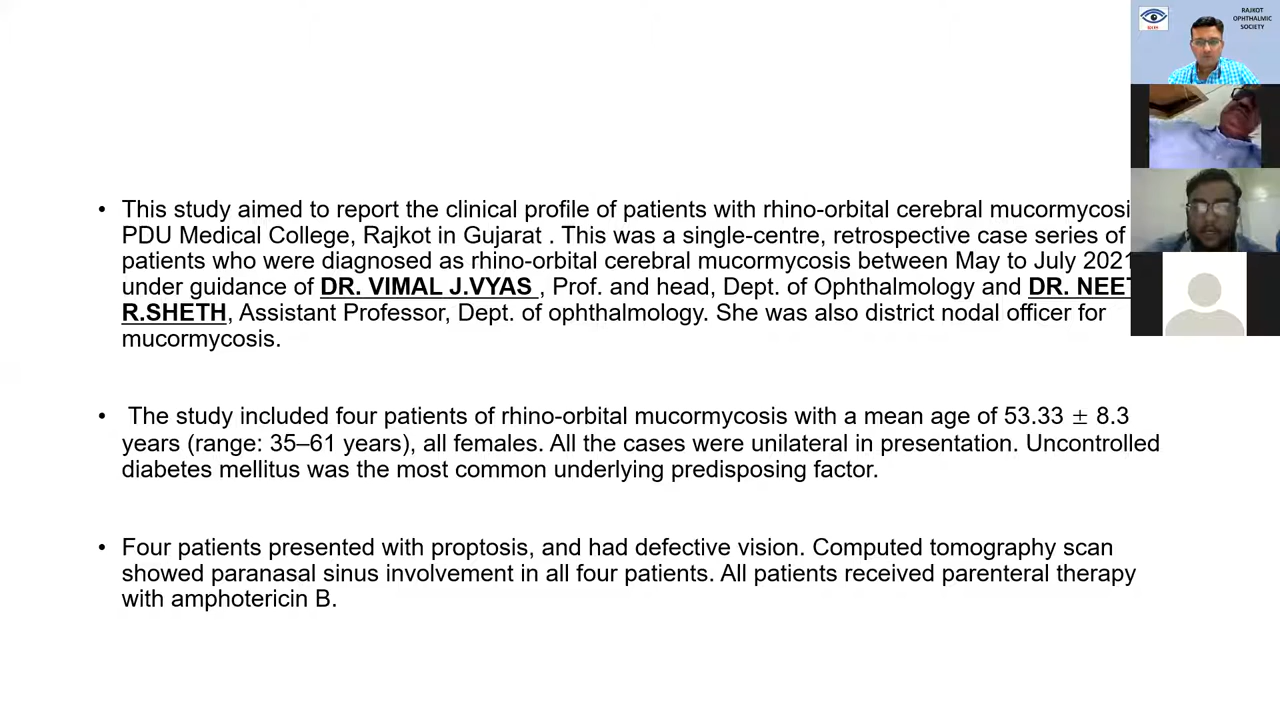 • This study aimed to report the clinical profile of patients with rhino-orbital cerebral
PDU Medical College, Rajkot in Gujarat . This was a single-centre, retrospective case series of
patients who were diagnosed as rhino-orbital cerebral mucormycosis between May to July 2021
under guidance of DR. VIMAL J.VYAS , Prof. and head, Dept. of Ophthalmology and DR.
R.SHETH, Assistant Professor, Dept. of ophthalmology. She was also district nodal officer for
mucormycosis.
• The study included four patients of rhino-orbital mucormycosis with a mean age of 53.33 ± 8.3
years (range: 35–61 years), all females. All the cases were unilateral in presentation. Uncontrolled
diabetes mellitus was the most common underlying predisposing factor.
• Four patients presented with proptosis, and had defective vision. Computed tomography scan
showed paranasal sinus involvement in all four patients. All patients received parenteral therapy
with amphotericin B.
RAJKOT
OPHTHALMIC
SOCIETY